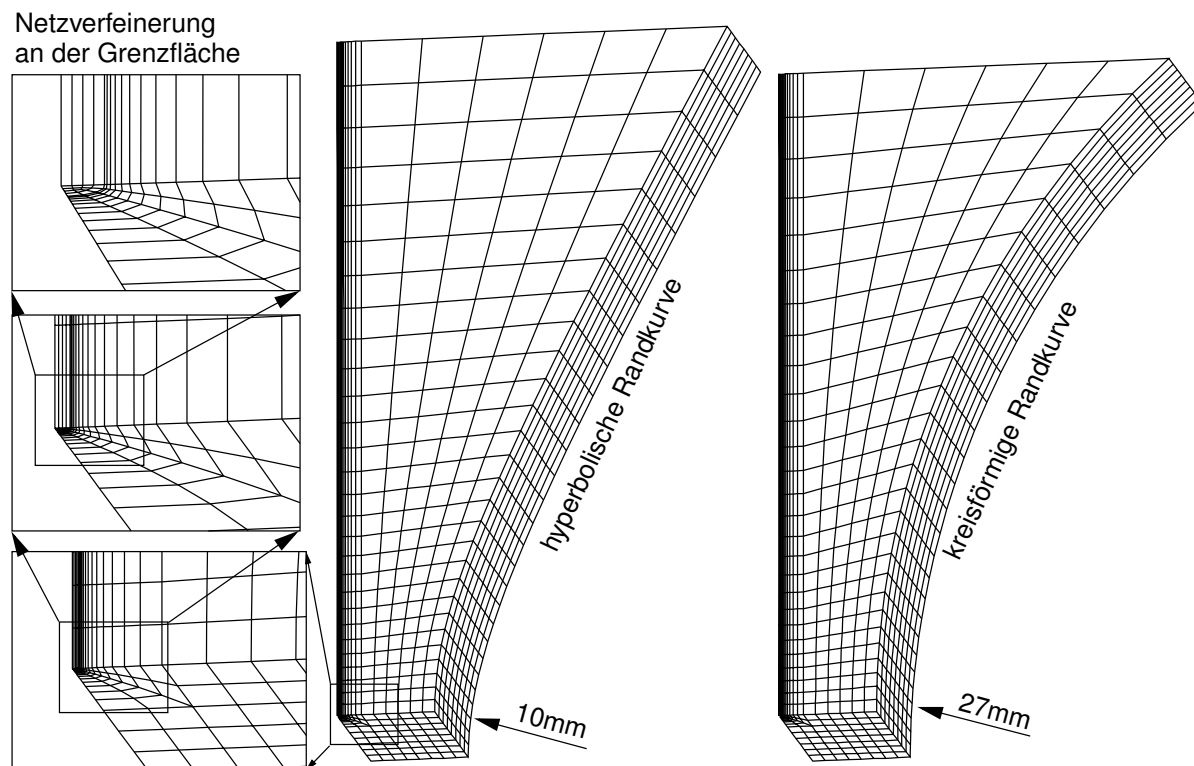 Netzverfeinerung
an der Grenzfläche
hyperbolische Randkurve
10mm
kreisförmige Randkurve
27mm